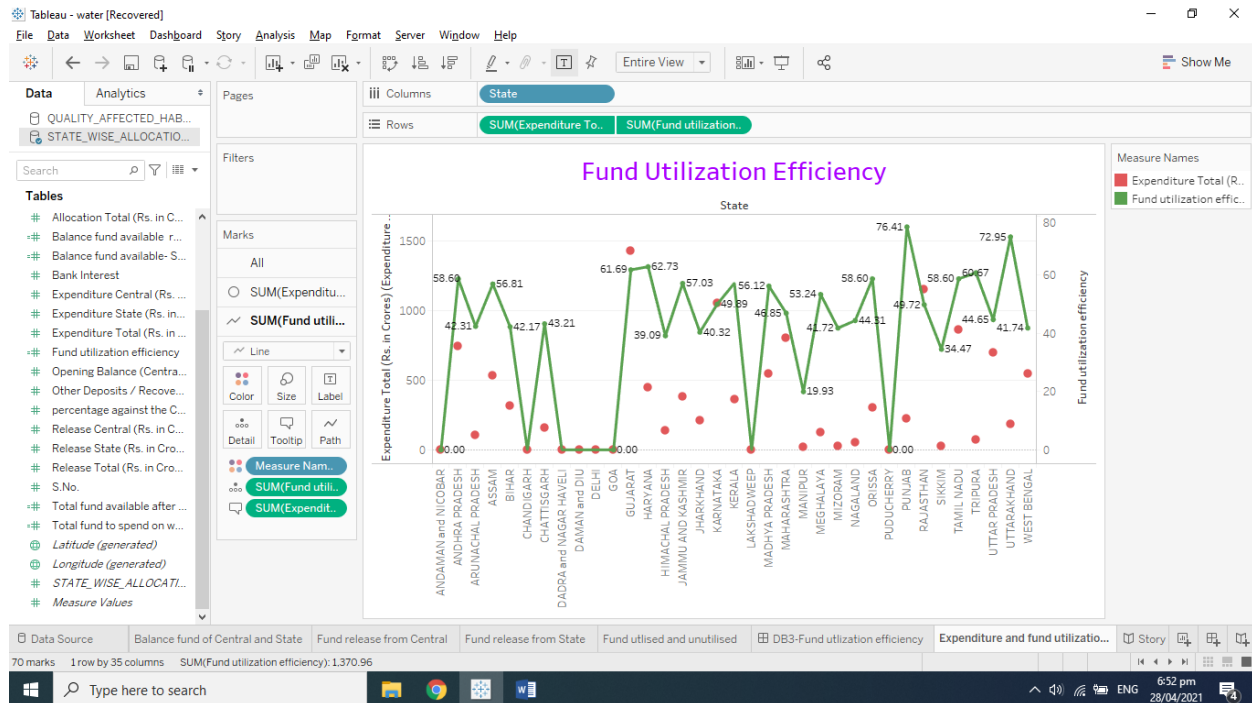 Tableau - water [Recovered]
File Data Worksheet Dashboard Story Analysis Map Format Server Window Help
Entire View
Show Me
Data Analytics
QUALITY_AFFECTED_HAB...
STATE_WISE_ALLOCATIO...
Search
Tables
Allocation Total (Rs. in C...
Balance fund available r...
Balance fund available- S...
Bank Interest
Expenditure Central (Rs. ...
Expenditure State (Rs. in...
Expenditure Total (Rs. in ...
Fund utilization efficiency
Opening Balance (Centra...
Other Deposits / Recove...
percentage against the C...
Release Central (Rs. in C...
Release State (Rs. in Cro...
Release Total (Rs. in Cro...
S.No.
Total fund available after ...
Total fund to spend on w...
Latitude (generated)
Longitude (generated)
STATE_WISE_ALLOCATI...
Measure Values
Pages
Filters
Marks
All
SUM(Expenditu...
SUM(Fund utili...
Line
Color Size Label
Detail Tooltip Path
Measure Nam..
SUM(Fund utili..
SUM(Expendit..
Columns State
Rows SUM(Expenditure To.. SUM(Fund utilization..
Fund Utilization Efficiency
State
Expenditure Total (Rs. in Crores) (Expenditure ..
1500
1000
500
0
58.60
42.31
56.81
42.17
43.21
0.00
0.00
61.69
62.73
39.09
57.03
40.32
49.89
56.12
46.85
53.24
19.93
41.72
44.31
58.60
0.00
76.41
49.72
34.47
58.60
60.67
44.65
72.95
41.74
80
60
40
20
0
Fund utilization efficiency
ANDAMAN and NICOBAR
ANDHRA PRADESH
ARUNACHAL PRADESH
ASSAM
BIHAR
CHANDIGARH
CHATTISGARH
DADRA and NAGAR HAVELI
DAMAN and DIU
DELHI
GOA
GUJARAT
HARYANA
HIMACHAL PRADESH
JAMMU AND KASHMIR
JHARKHAND
KARNATAKA
KERALA
LAKSHADWEEP
MADHYA PRADESH
MAHARASHTRA
MANIPUR
MEGHALAYA
MIZORAM
NAGALAND
ORISSA
PUDUCHERRY
PUNJAB
RAJASTHAN
SIKKIM
TAMIL NADU
TRIPURA
UTTAR PRADESH
UTTARAKHAND
WEST BENGAL
Measure Names
Expenditure Total (R...
Fund utilization effic...
Data Source Balance fund of Central and State Fund release from Central Fund release from State Fund utlised and unutilised DB3-Fund utlization efficiency Expenditure and fund utilizatio... Story
70 marks 1 row by 35 columns SUM(Fund utilization efficiency): 1,370.96
Type here to search
ENG
6:52 pm
28/04/2021
4